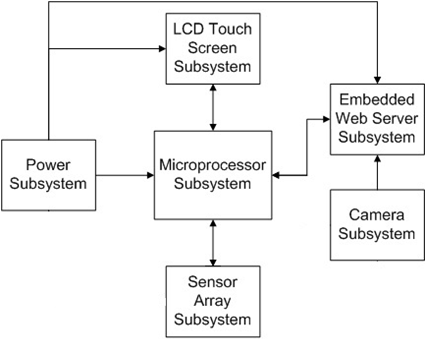 LCD Touch
Screen
Subsystem
Embedded
Web Server
Subsystem
Power
Subsystem
Microprocessor
Subsystem
Camera
Subsystem
Sensor
Array
Subsystem